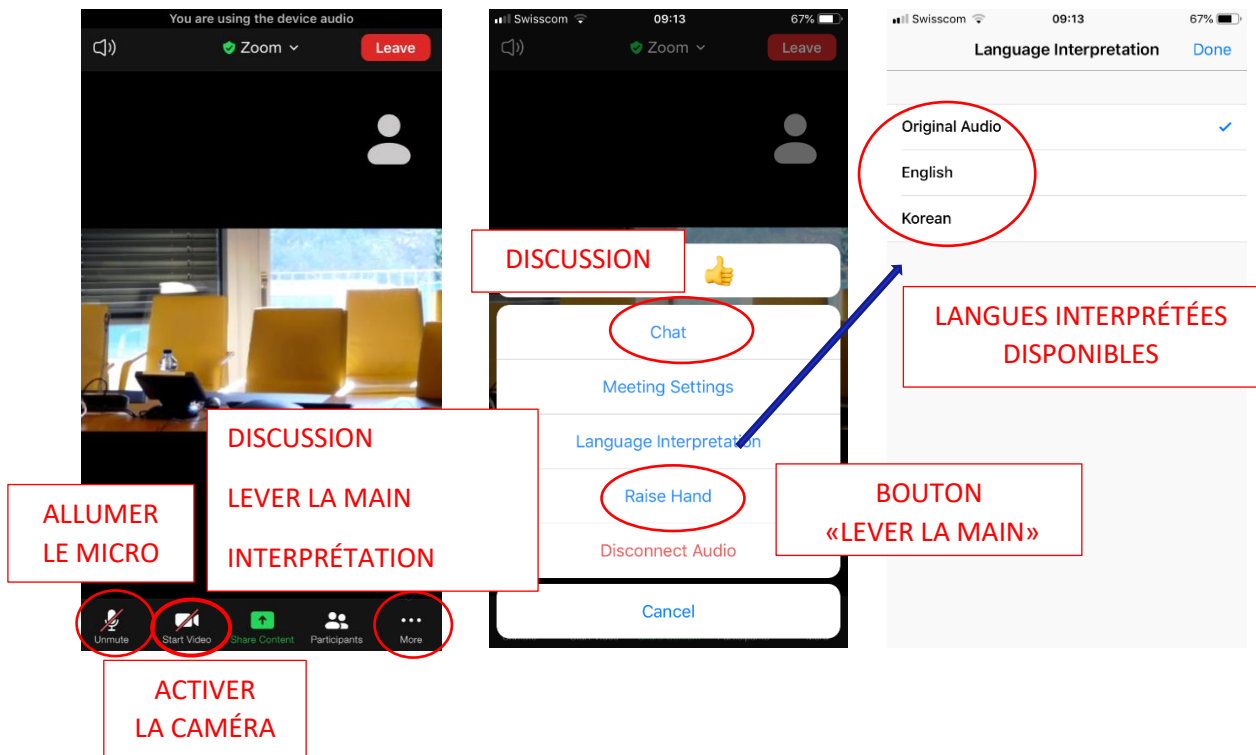 You are using the device audio
Zoom
Leave
DISCUSSION
LEVER LA MAIN
INTERPRÉTATION
ALLUMER
LE MICRO
Unmute
Start Video
Share Content
Participants
More
ACTIVER
LA CAMÉRA
Swisscom
09:13
67%
Zoom
Leave
DISCUSSION
Chat
Meeting Settings
Language Interpretation
Raise Hand
Disconnect Audio
Cancel
BOUTON
«LEVER LA MAIN»
Swisscom
09:13
67%
Language Interpretation
Done
Original Audio
English
Korean
LANGUES INTERPRÉTÉES
DISPONIBLES